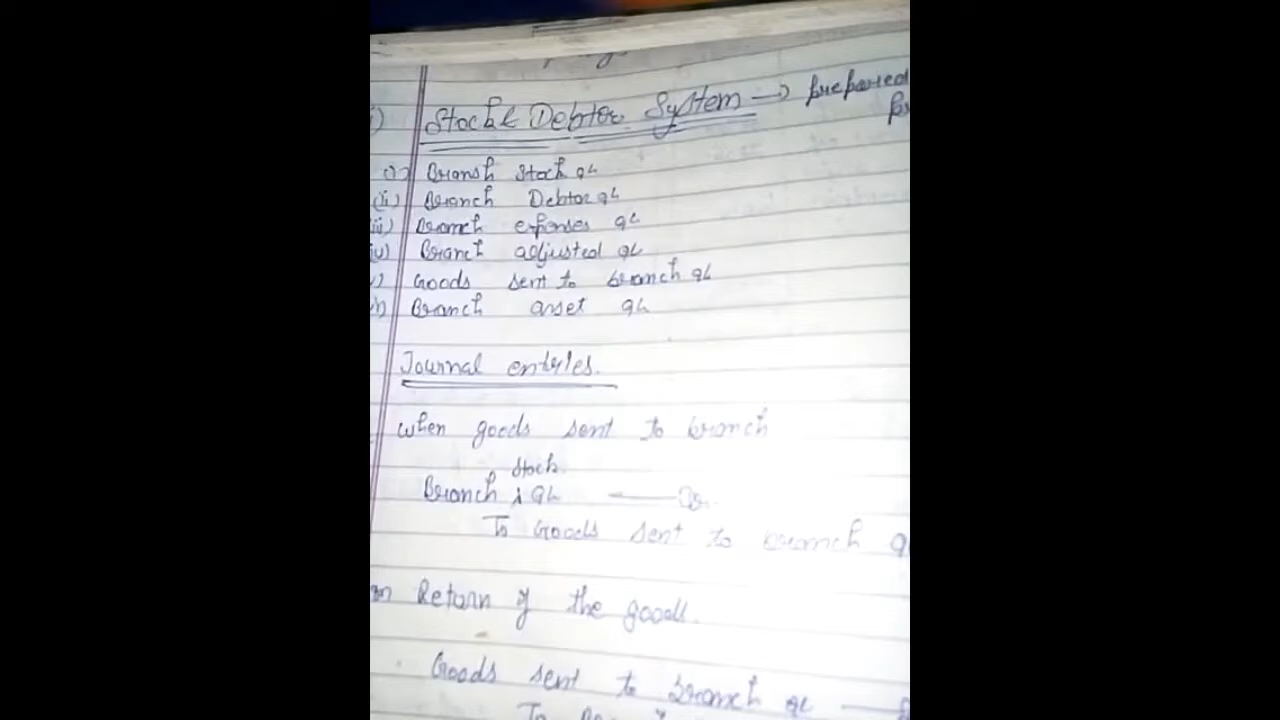 Stock & Debtor System → prepared
i) Branch Stock a/c
(ii) Branch Debtor a/c
iii) Branch expenses a/c
iv) Branch adjusted a/c
v) Goods sent to branch a/c
Branch asset a/c
Journal entries.
When goods sent to branch
Stock
Branch ⁁ a/c —— Dr.
To Goods sent to branch
on Return of the goods.
Goods sent to branch a/c ——
To